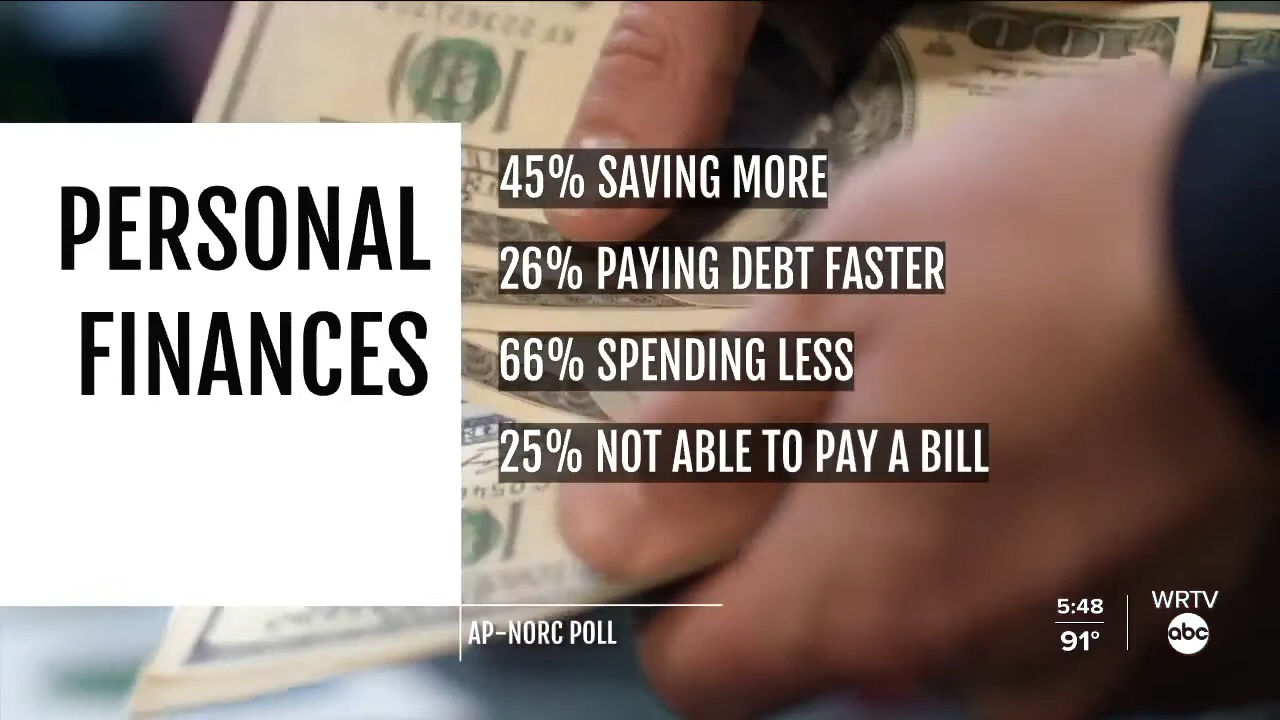 PERSONAL
FINANCES
45% SAVING MORE
26% PAYING DEBT FASTER
66% SPENDING LESS
25% NOT ABLE TO PAY A BILL
AP-NORC POLL
5:48
91°
WRTV
abc